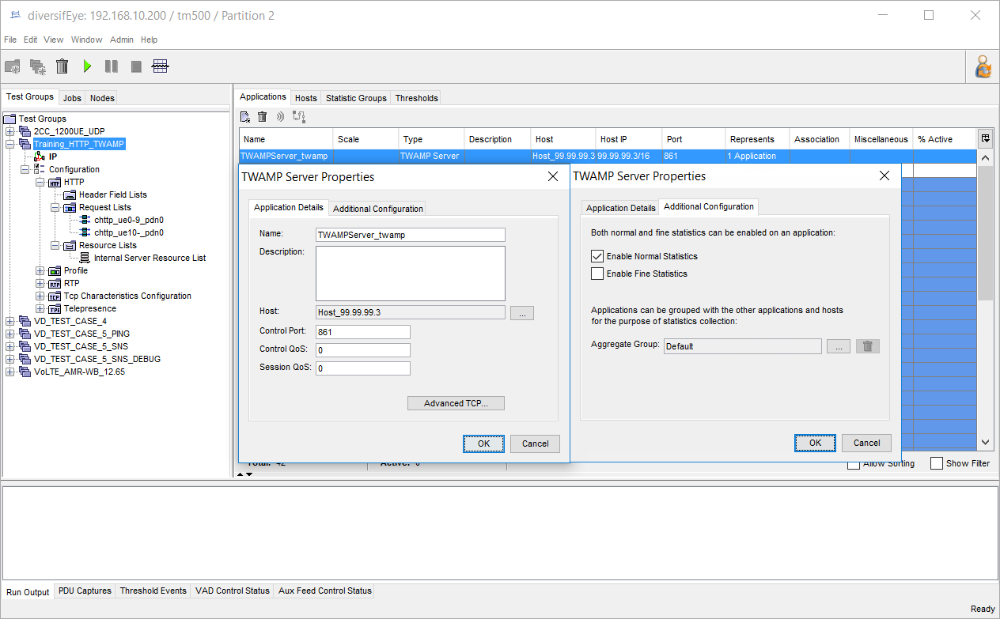 diversifEye: 192.168.10.200 / tm500 / Partition 2
File Edit View Window Admin Help
Test Groups Jobs Nodes
Test Groups
2CC_1200UE_UDP
Training_HTTP_TWAMP
IP
Configuration
HTTP
Header Field Lists
Request Lists
chttp_ue0-9_pdn0
chttp_ue10-_pdn0
Resource Lists
Internal Server Resource List
Profile
RTP
Tcp Characteristics Configuration
Telepresence
VD_TEST_CASE_4
VD_TEST_CASE_5_PING
VD_TEST_CASE_5_SNS
VD_TEST_CASE_5_SNS_DEBUG
VoLTE_AMR-WB_12.65
Applications Hosts Statistic Groups Thresholds
Name Scale Type Description Host Host IP Port Represents Association Miscellaneous % Active
TWAMPServer_twamp TWAMP Server Host_99.99.99.3 99.99.99.3/16 861 1 Application
TWAMP Server Properties
Application Details Additional Configuration
Name: TWAMPServer_twamp
Description:
Host: Host_99.99.99.3 ...
Control Port: 861
Control QoS: 0
Session QoS: 0
Advanced TCP...
OK Cancel
TWAMP Server Properties
Application Details Additional Configuration
Both normal and fine statistics can be enabled on an application:
Enable Normal Statistics
Enable Fine Statistics
Applications can be grouped with the other applications and hosts
for the purpose of statistics collection:
Aggregate Group: Default ...
OK Cancel
Total: 42 Active: 0 Allow Sorting Show Filter
Run Output PDU Captures Threshold Events VAD Control Status Aux Feed Control Status
Ready